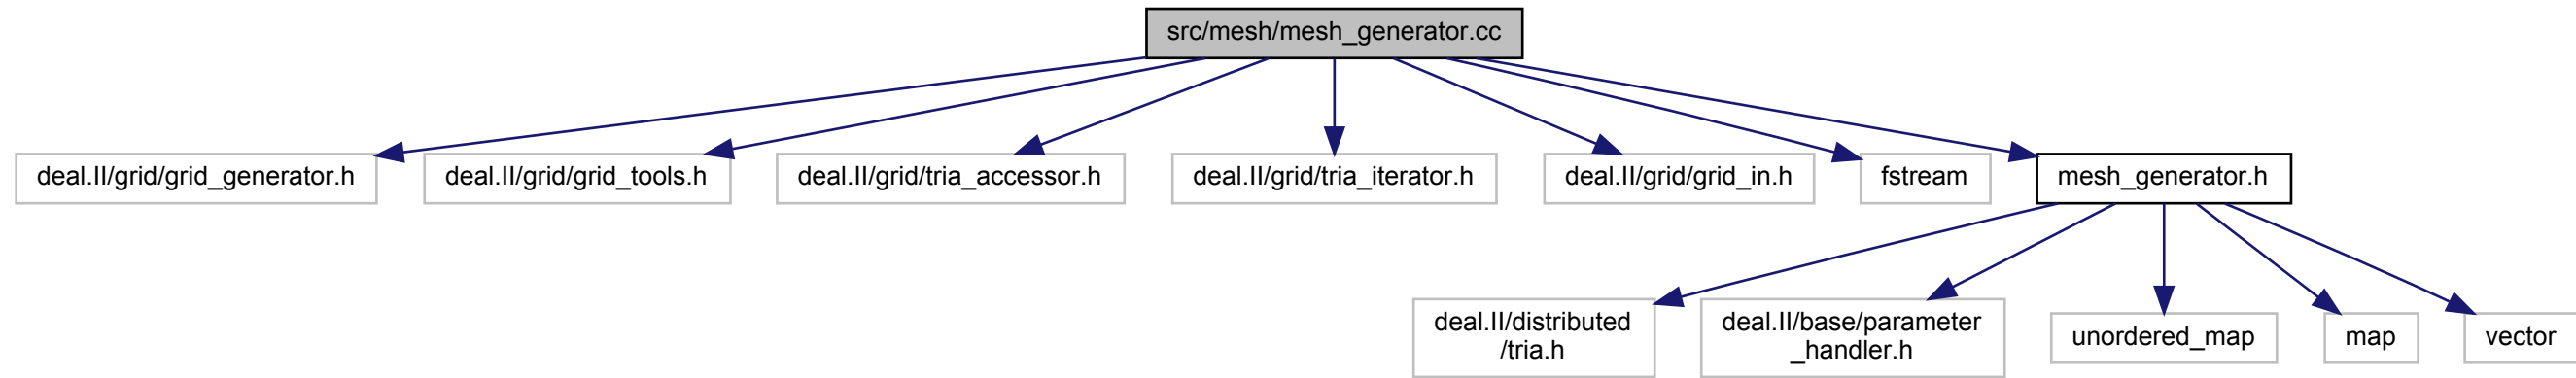 src/mesh/mesh_generator.cc
deal.II/grid/grid_generator.h
deal.II/grid/grid_tools.h
deal.II/grid/tria_accessor.h
deal.II/grid/tria_iterator.h
deal.II/grid/grid_in.h
fstream
mesh_generator.h
deal.II/distributed
/tria.h
deal.II/base/parameter
_handler.h
unordered_map
map
vector